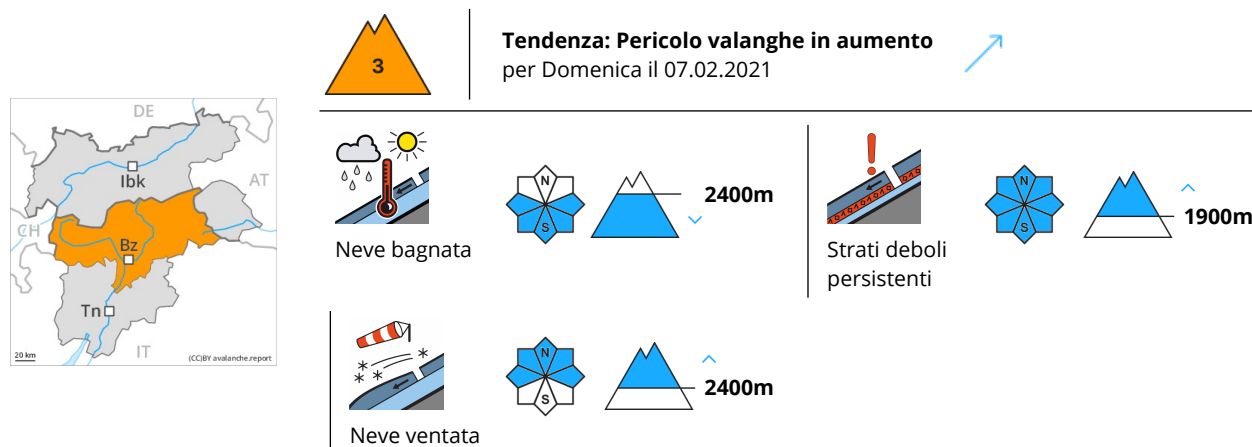 3
Tendenza: Pericolo valanghe in aumento
per Domenica il 07.02.2021
DE
Ibk
AT
CH
Bz
Tn
IT
20 km
(CC)BY avalanche.report
Neve bagnata
N
S
2400m
Strati deboli
persistenti
N
S
1900m
Neve ventata
N
S
2400m